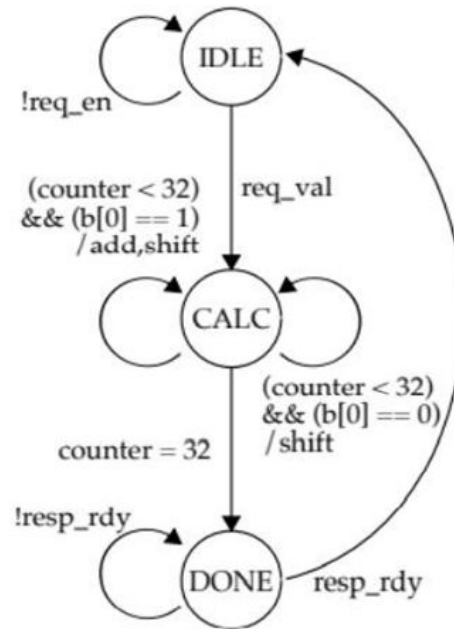 IDLE
!req_en
(counter < 32)
&& (b[0] == 1)
/add,shift
req_val
CALC
(counter < 32)
&& (b[0] == 0)
/shift
counter = 32
!resp_rdy
DONE
resp_rdy